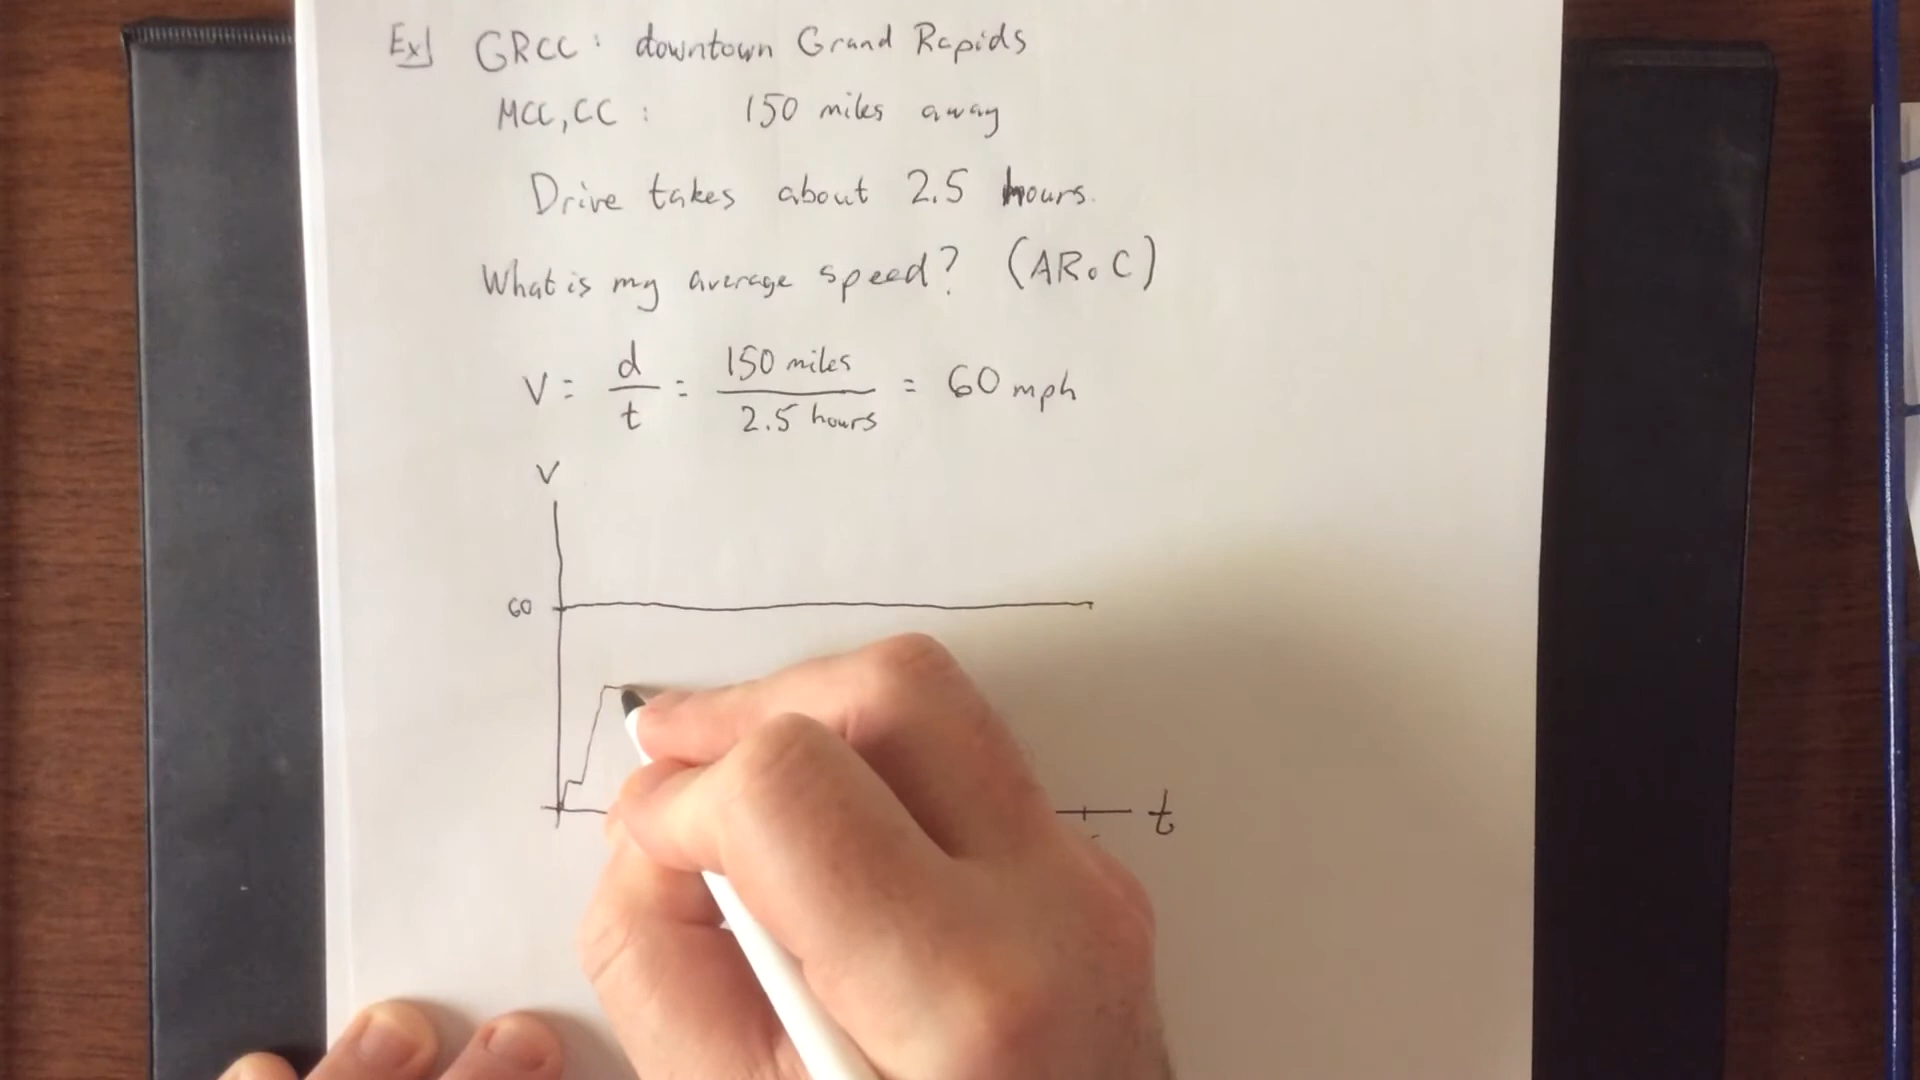 Ex] GRCC: downtown Grand Rapids
MCC, CC: 150 miles away
Drive takes about 2.5 hours.
What is my average speed? (ARoC)
V = d/t = 150 miles / 2.5 hours = 60 mph
V
60
t